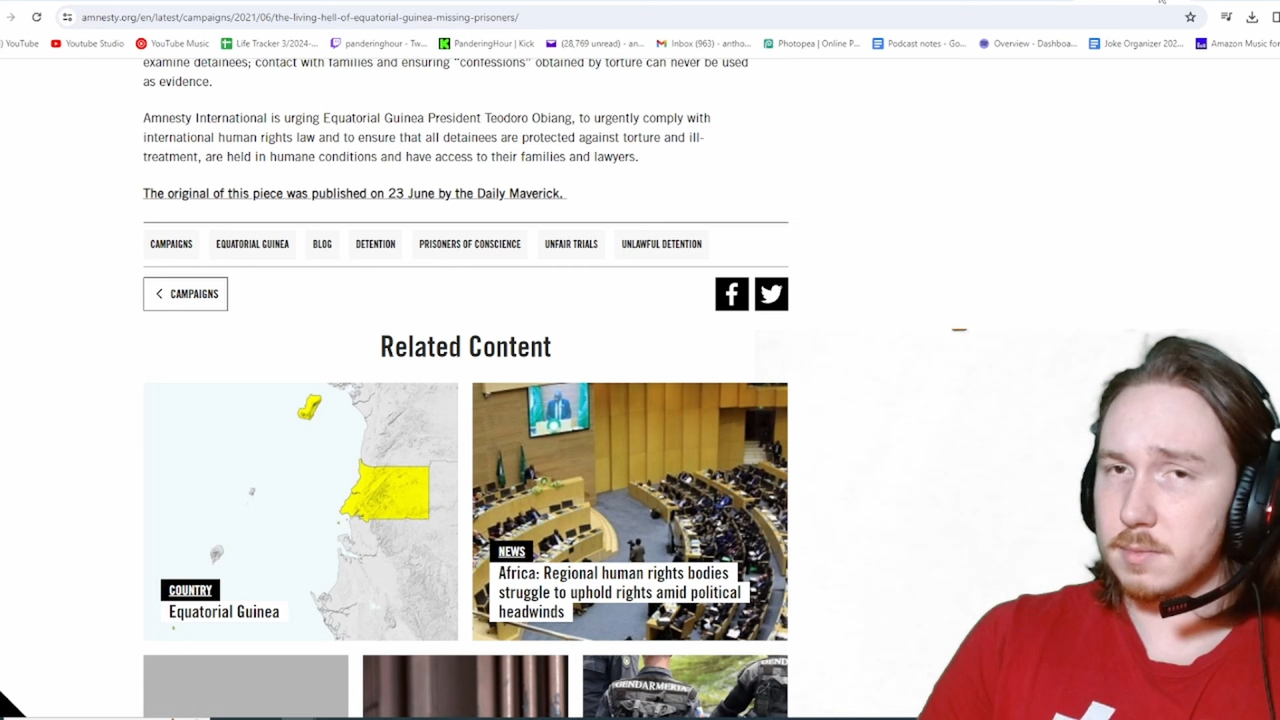 amnesty.org/en/latest/campaigns/2021/06/the-living-hell-of-equatorial-guinea-missing-prisoners/
) YouTube YouTube Studio YouTube Music Life Tracker 3/2024-... panderinghour - Tw... PanderingHour | Kick (28,769 unread) - an... Inbox (963) - antho... Photopea | Online P... Podcast notes - Go... Overview - Dashboa... Joke Organizer 202... Amazon Music for
examine detainees; contact with families and ensuring “confessions” obtained by torture can never be used
as evidence.
Amnesty International is urging Equatorial Guinea President Teodoro Obiang, to urgently comply with
international human rights law and to ensure that all detainees are protected against torture and ill-
treatment, are held in humane conditions and have access to their families and lawyers.
The original of this piece was published on 23 June by the Daily Maverick.
CAMPAIGNS EQUATORIAL GUINEA BLOG DETENTION PRISONERS OF CONSCIENCE UNFAIR TRIALS UNLAWFUL DETENTION
CAMPAIGNS
Related Content
COUNTRY
Equatorial Guinea
NEWS
Africa: Regional human rights bodies
struggle to uphold rights amid political
headwinds
GENDARMERIA
GEND